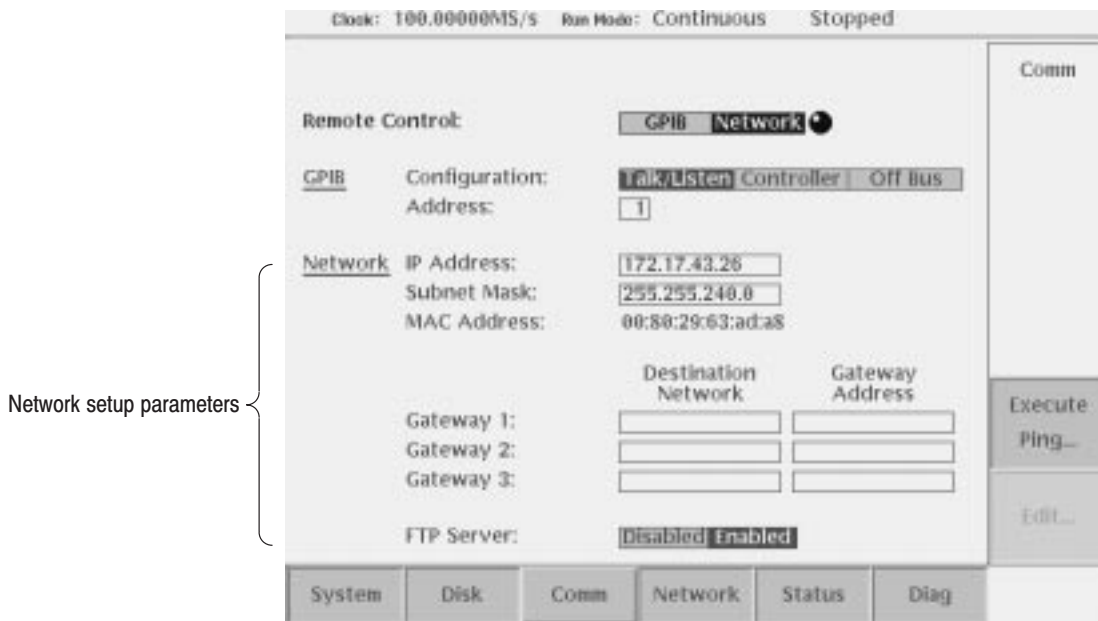 Clock: 100.00000MS/s Run Mode: Continuous Stopped
Comm
Remote Control: GPIB Network
GPIB Configuration: Talk/Listen Controller Off Bus
Address: 1
Network IP Address: 172.17.43.26
Subnet Mask: 255.255.240.0
MAC Address: 00:80:29:63:ad:a8
Network setup parameters
Destination Network Gateway Address
Gateway 1:
Gateway 2:
Gateway 3:
FTP Server: Disabled Enabled
Execute
Ping...
Edit...
System Disk Comm Network Status Diag